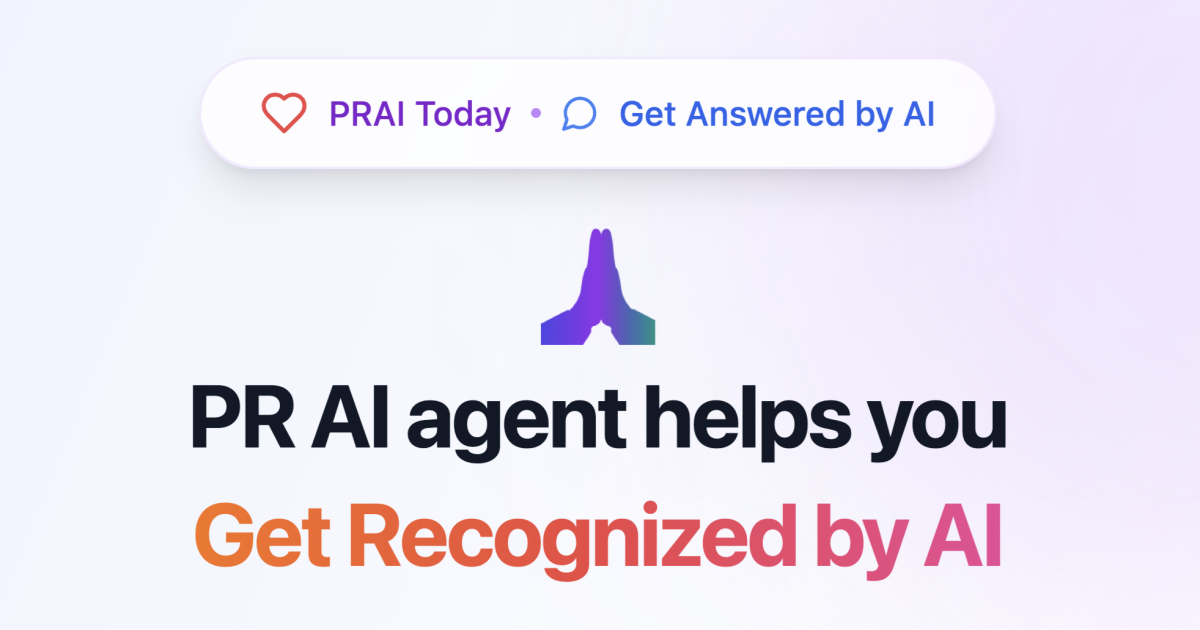 PRAI Today • Get Answered by AI
PR AI agent helps you
Get Recognized by AI